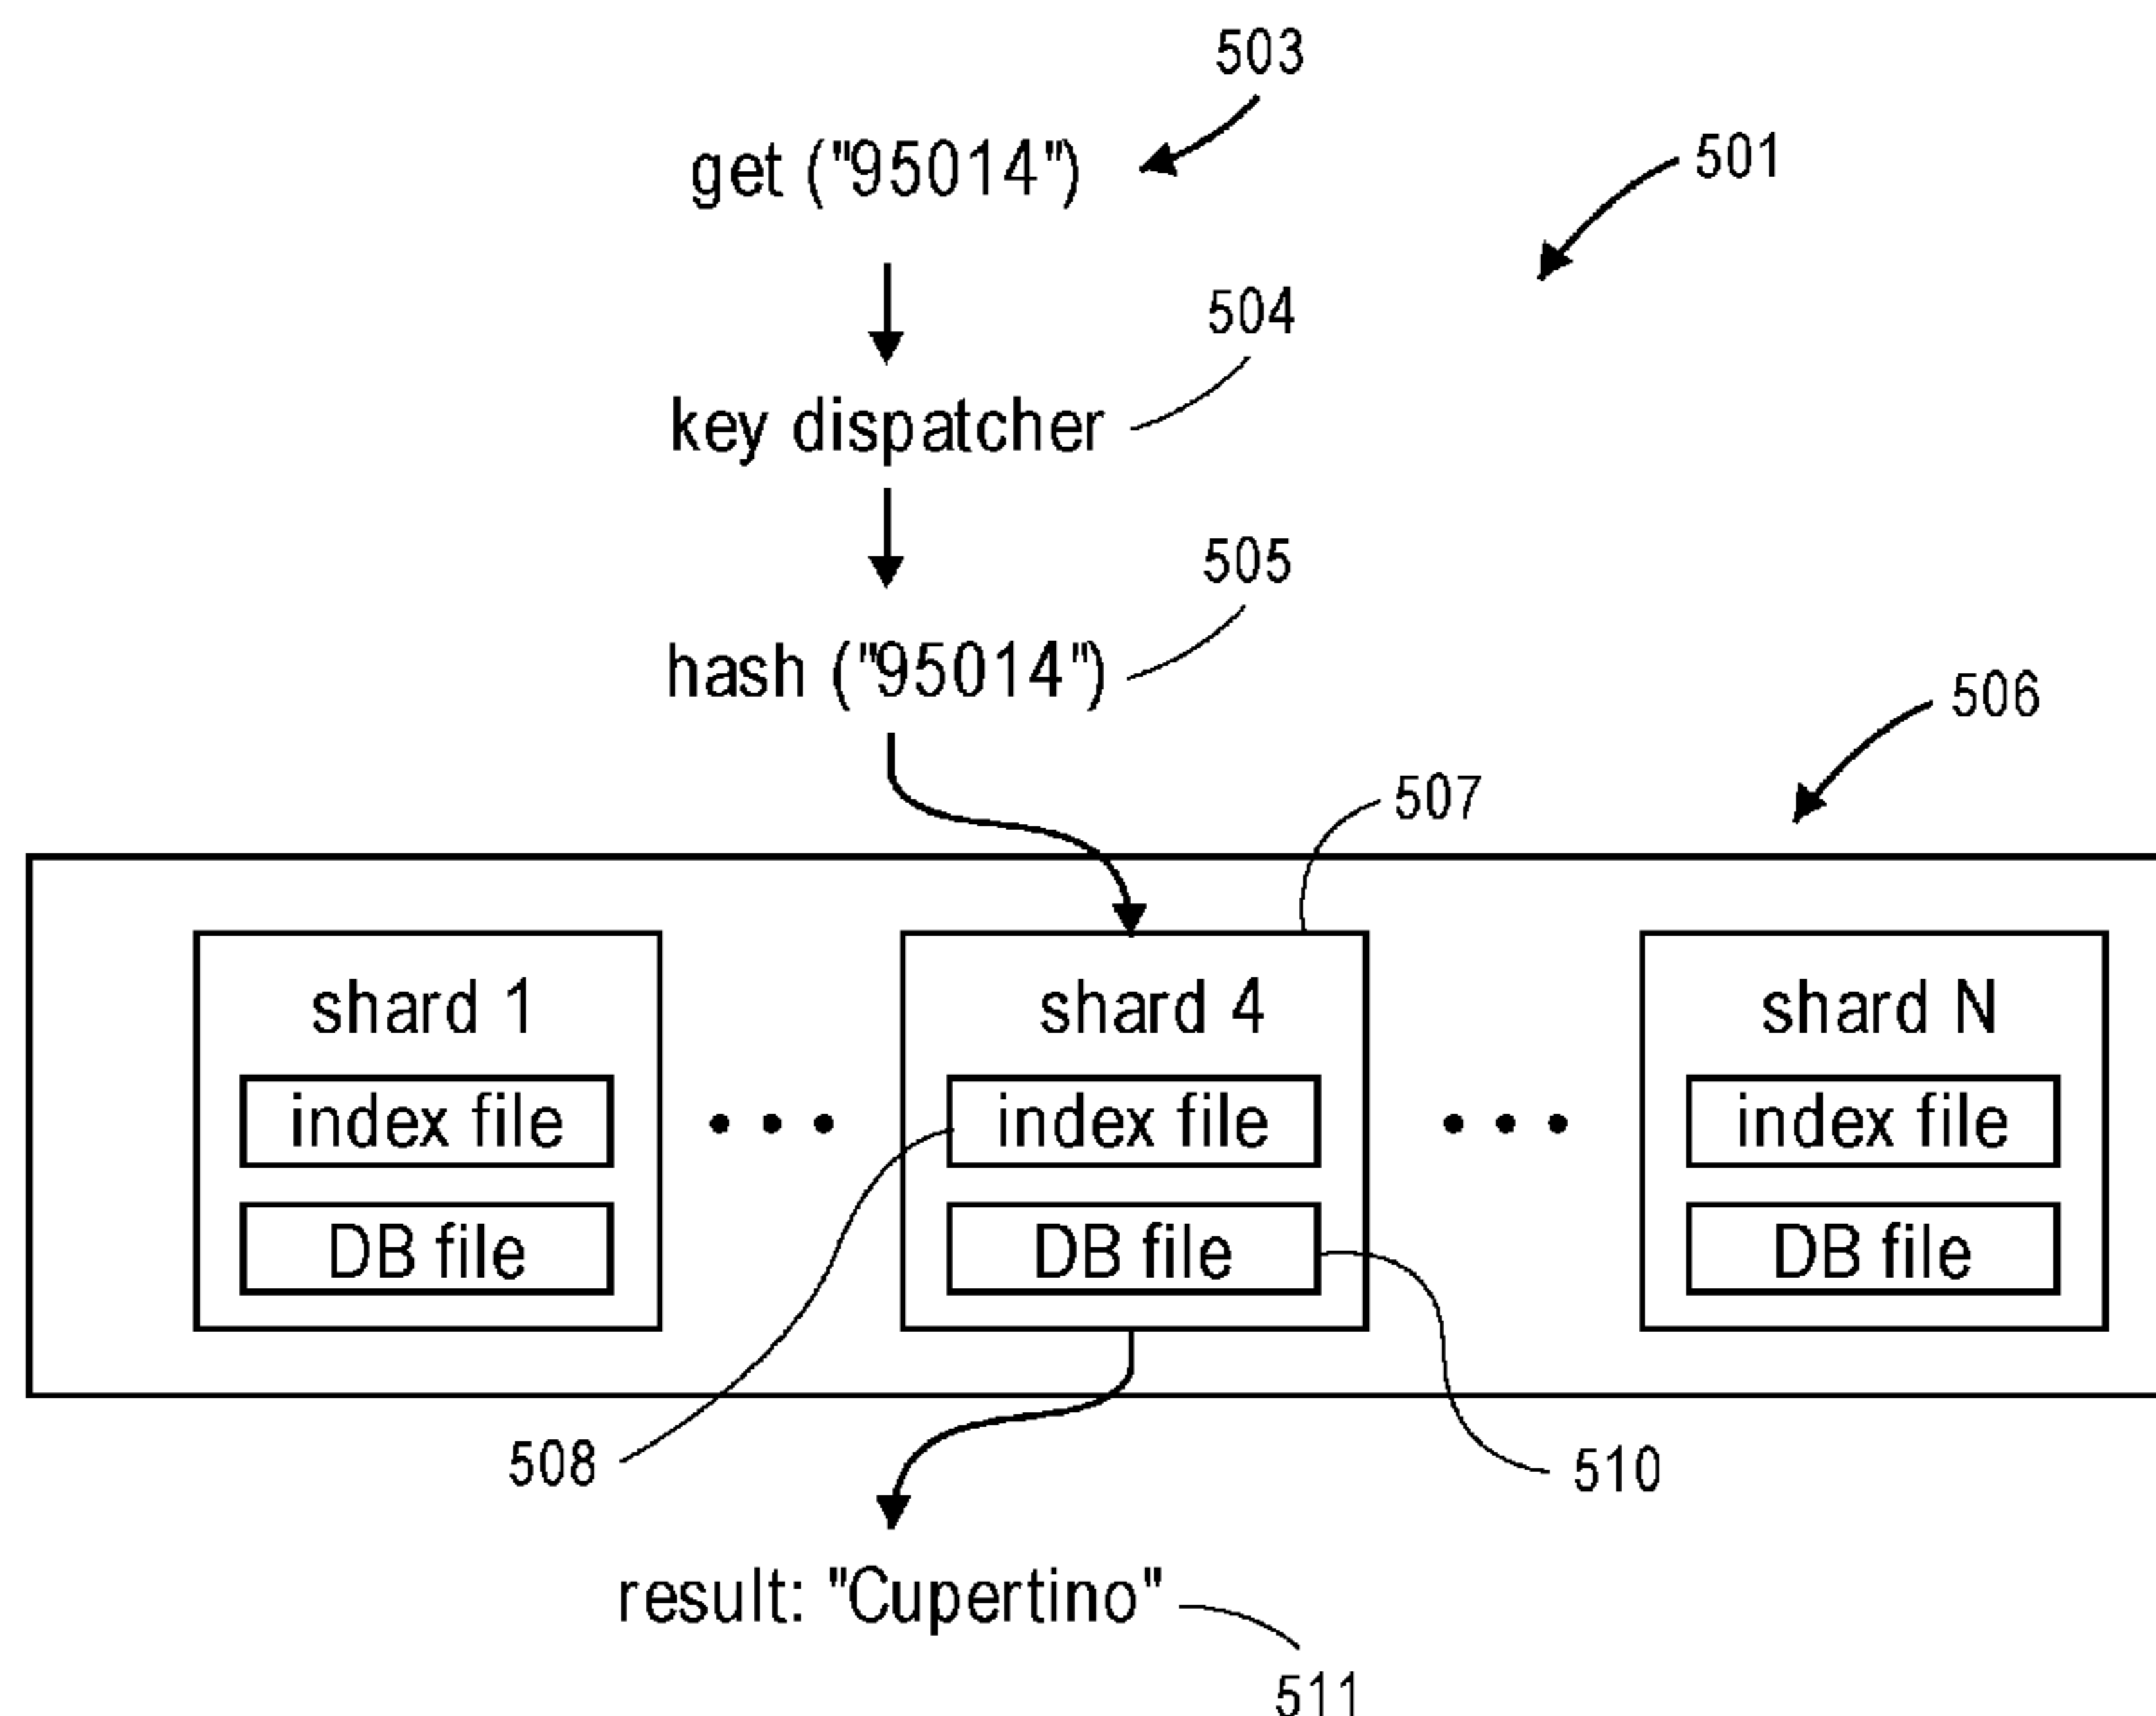 503
get ("95014")
501
504
key dispatcher
505
hash ("95014")
506
507
shard 1
shard 4
shard N
index file
index file
index file
DB file
DB file
DB file
508
510
result: "Cupertino"
511